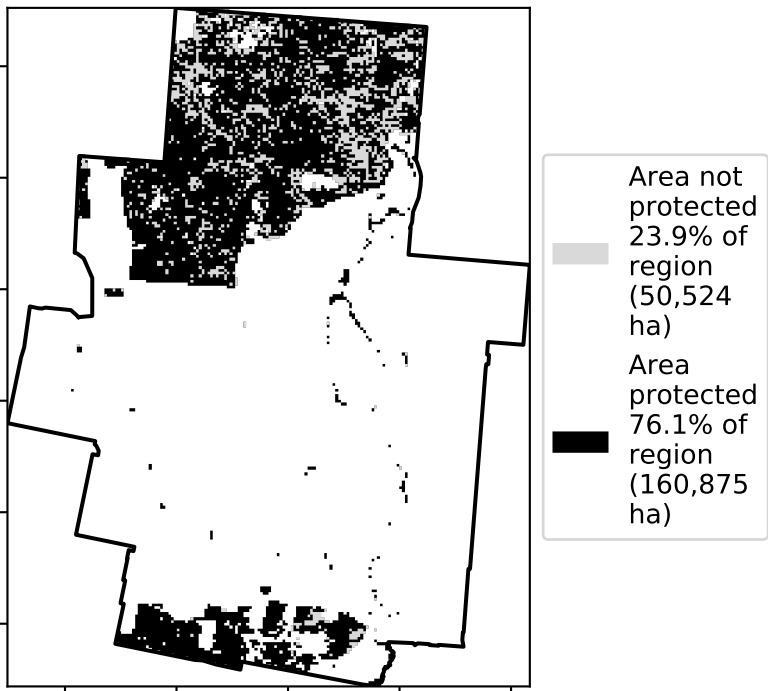 Area not
protected
23.9% of
region
(50,524
ha)
Area
protected
76.1% of
region
(160,875
ha)